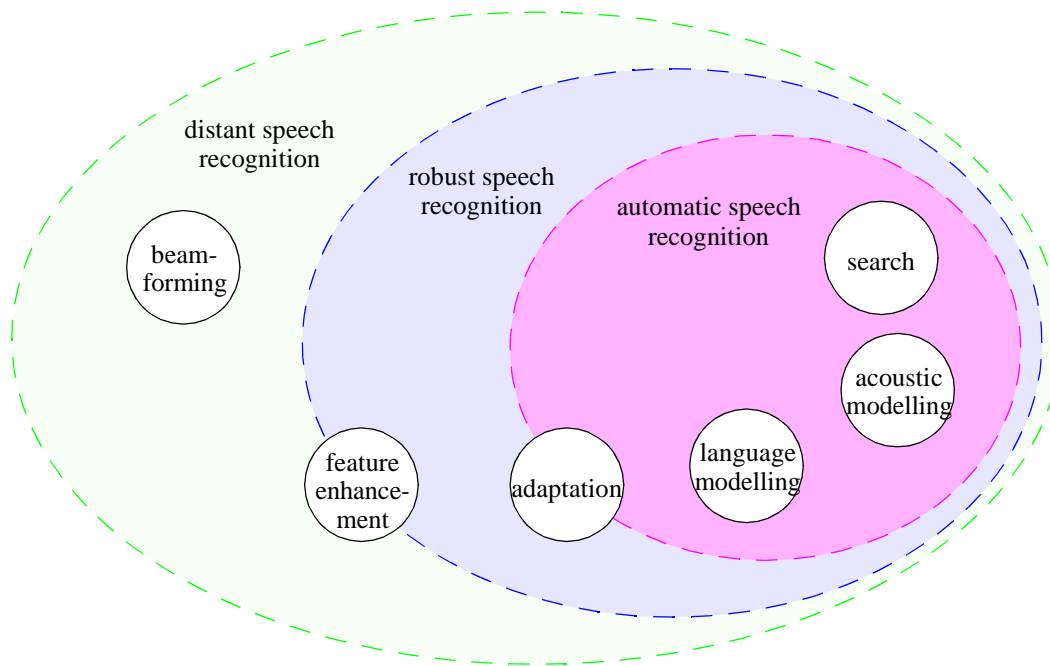 distant speech
recognition
robust speech
recognition
automatic speech
recognition
beam-
forming
search
acoustic
modelling
feature
enhance-
ment
adaptation
language
modelling